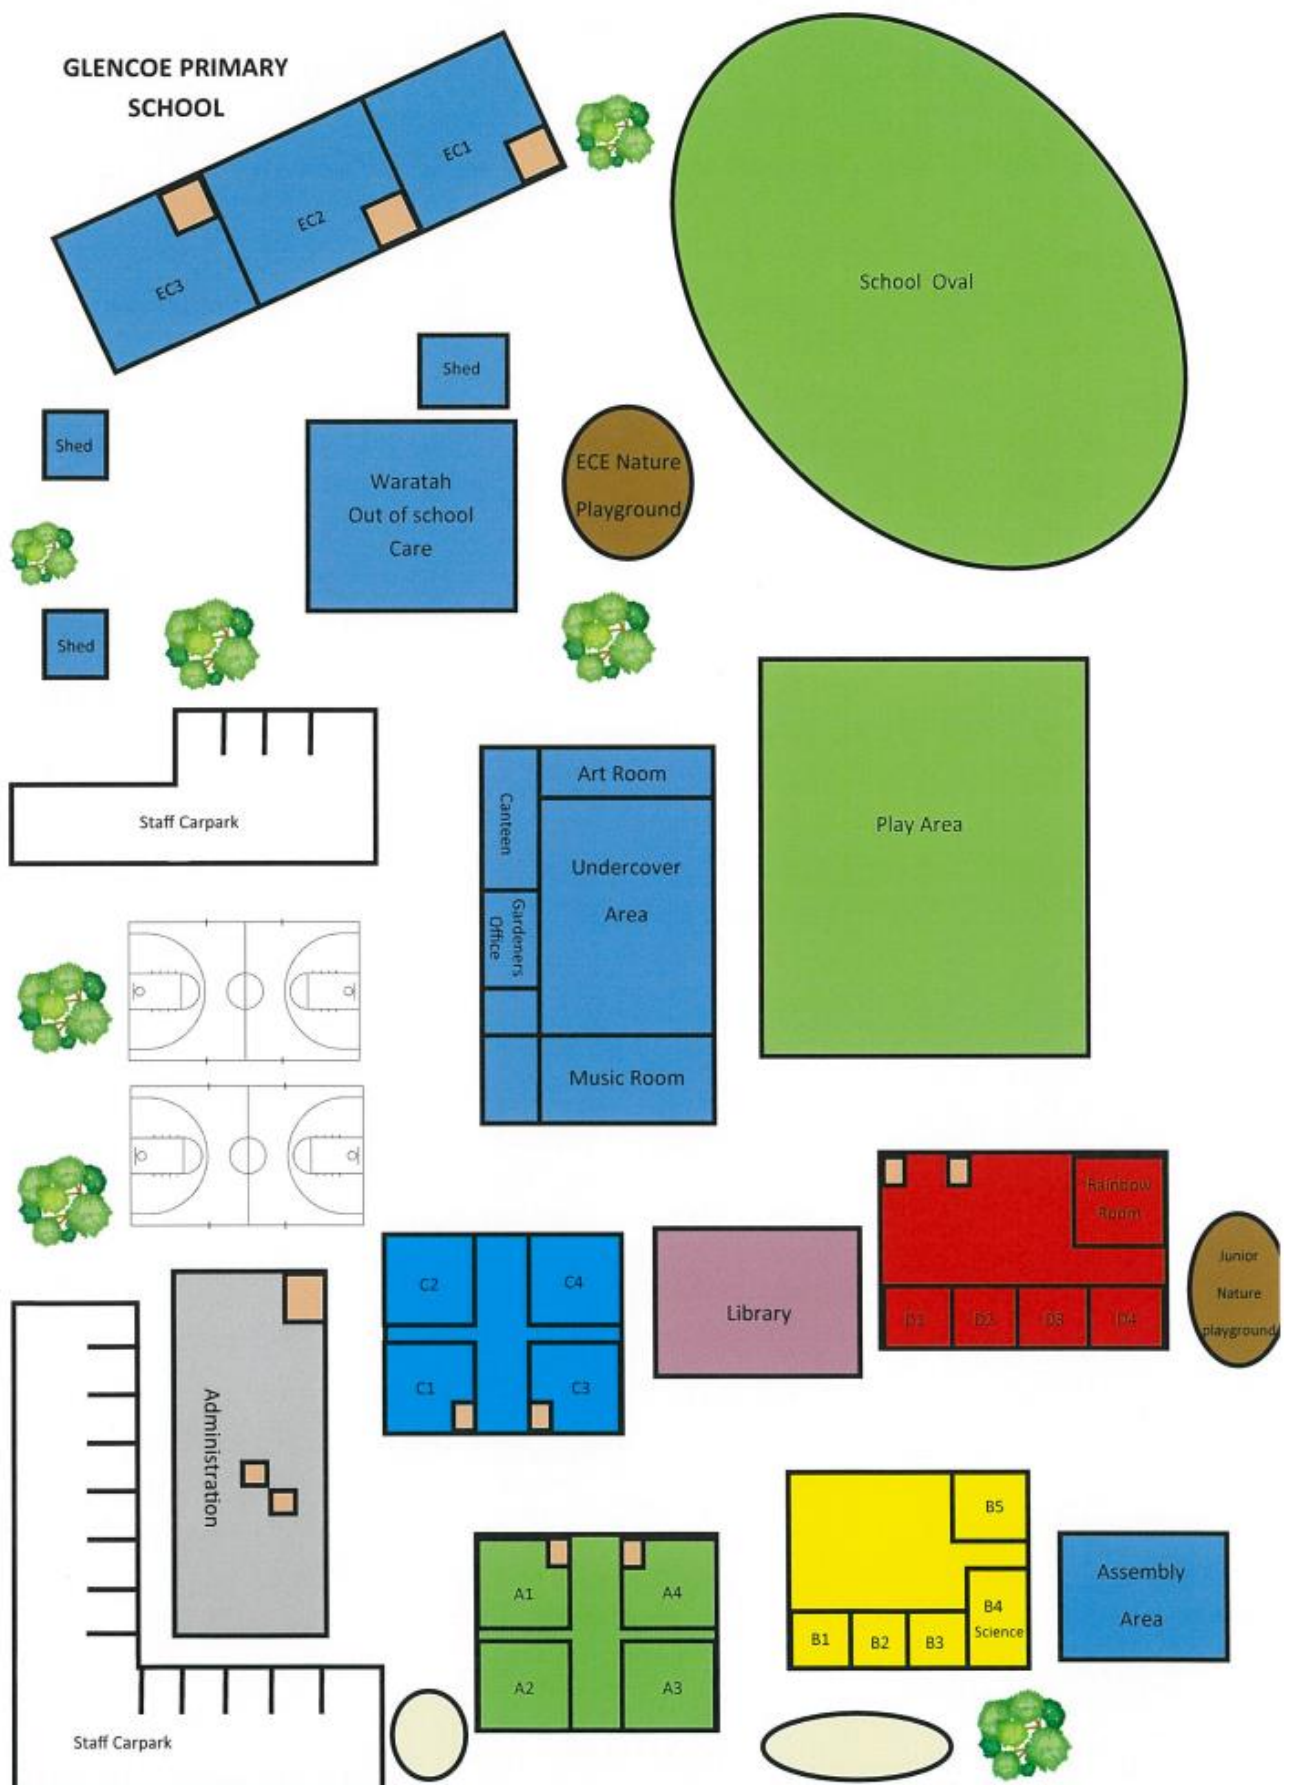 GLENCOE PRIMARY
SCHOOL
EC1
EC2
EC3
School Oval
Shed
Shed
Waratah
Out of school
Care
ECE Nature
Playground
Shed
Staff Carpark
Canteen
Art Room
Undercover
Area
Gardeners
Office
Music Room
Play Area
Rainbow
Room
D1
D2
D3
D4
Junior
Nature
playground
C2
C4
C1
C3
Library
Administration
B5
B4
Science
B1
B2
B3
Assembly
Area
A1
A4
A2
A3
Staff Carpark